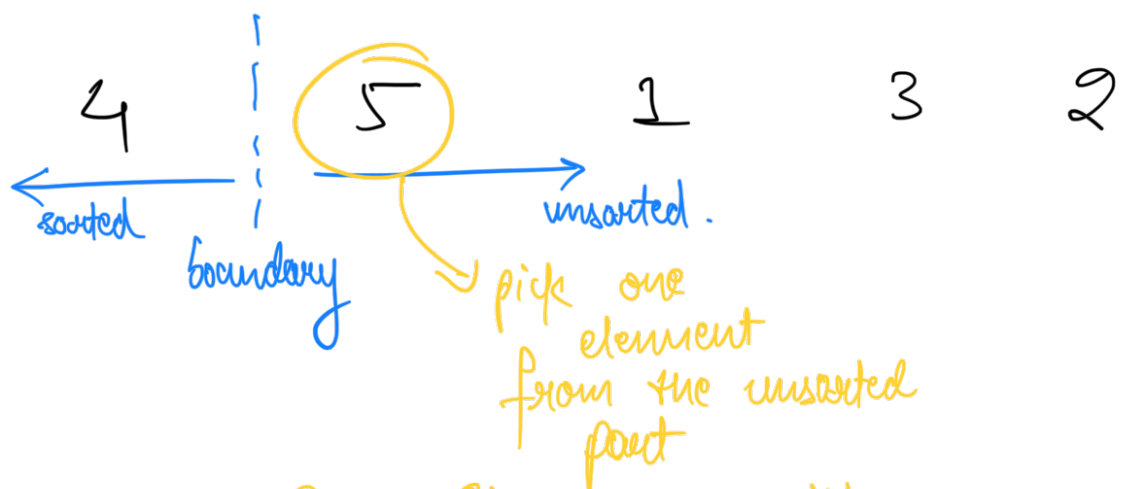 4 5 1 3 2
sorted
unsorted.
boundary
pick one
element
from the unsorted
part